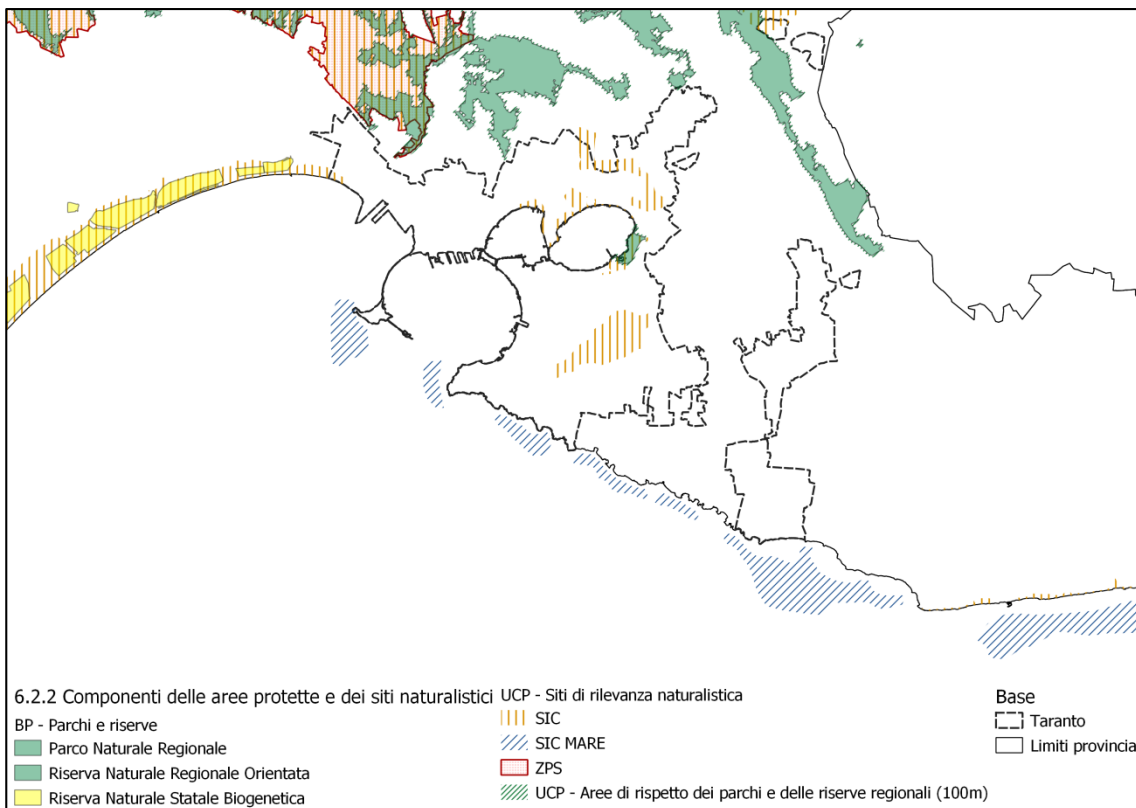 6.2.2 Componenti delle aree protette e dei siti naturalistici
BP - Parchi e riserve
Parco Naturale Regionale
Riserva Naturale Regionale Orientata
Riserva Naturale Statale Biogenetica
UCP - Siti di rilevanza naturalistica
SIC
SIC MARE
ZPS
UCP - Aree di rispetto dei parchi e delle riserve regionali (100m)
Base
Taranto
Limiti provincia